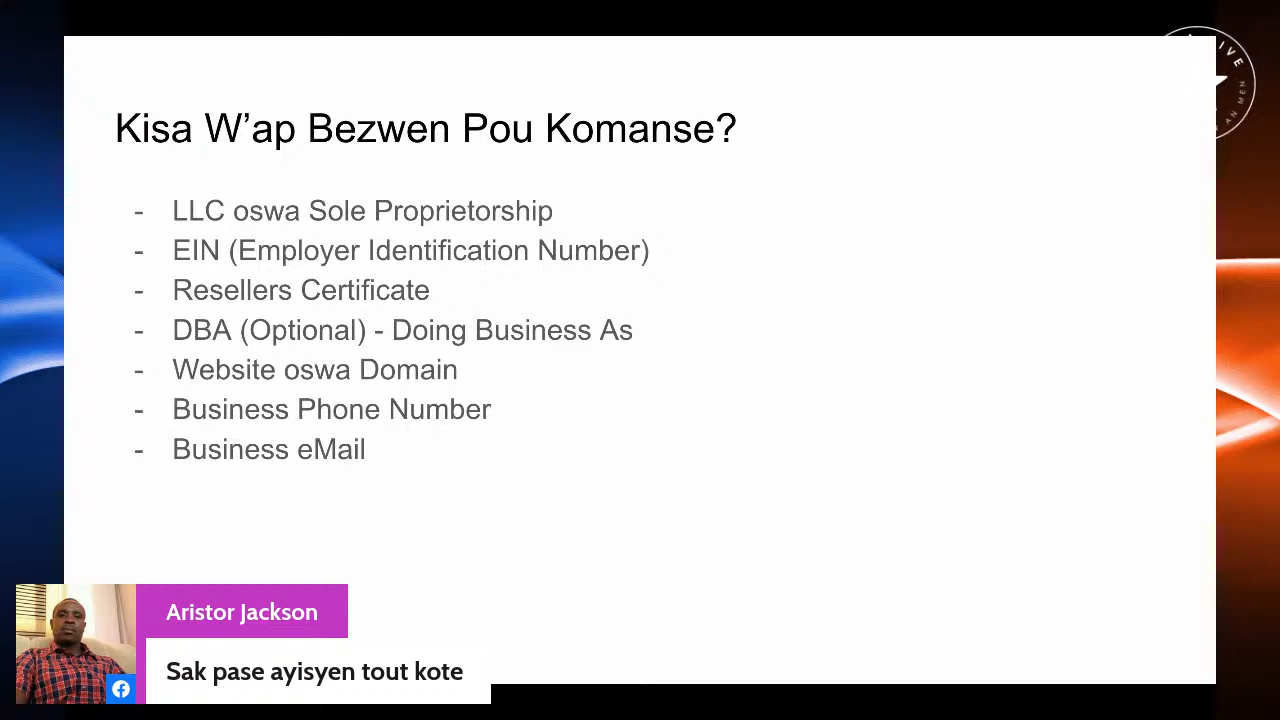 Kisa W’ap Bezwen Pou Komanse?
- LLC oswa Sole Proprietorship
- EIN (Employer Identification Number)
- Resellers Certificate
- DBA (Optional) - Doing Business As
- Website oswa Domain
- Business Phone Number
- Business eMail
Aristor Jackson
Sak pase ayisyen tout kote